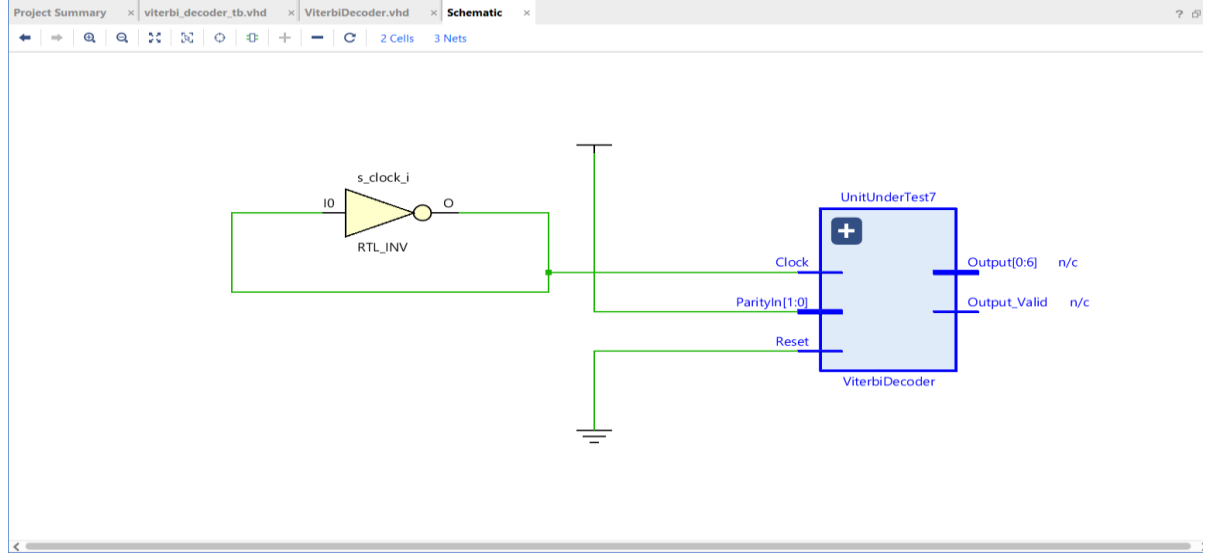 Project Summary × viterbi_decoder_tb.vhd × ViterbiDecoder.vhd × Schematic × ?
2 Cells 3 Nets
s_clock_i
I0 O
RTL_INV
UnitUnderTest7
Clock Output[0:6] n/c
ParityIn[1:0] Output_Valid n/c
Reset
ViterbiDecoder